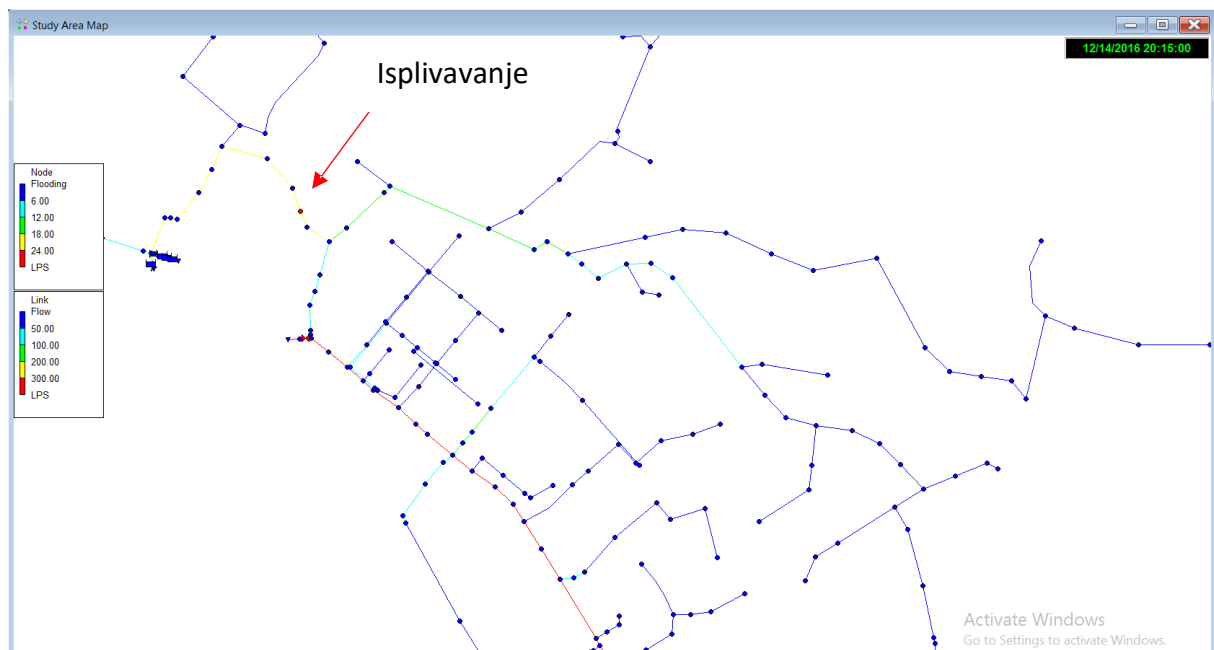 Study Area Map
12/14/2016 20:15:00
Isplivavanje
Node
Flooding
6.00
12.00
18.00
24.00
LPS
Link
Flow
50.00
100.00
200.00
300.00
LPS
Activate Windows
Go to Settings to activate Windows.